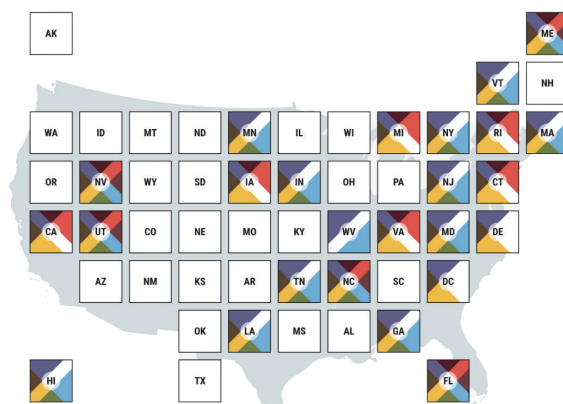 AK ME
VT NH
WA ID MT ND MN IL WI MI NY RI MA
OR NV WY SD IA IN OH PA NJ CT
CA UT CO NE MO KY WV VA MD DE
AZ NM KS AR TN NC SC DC
OK LA MS AL GA
HI TX FL